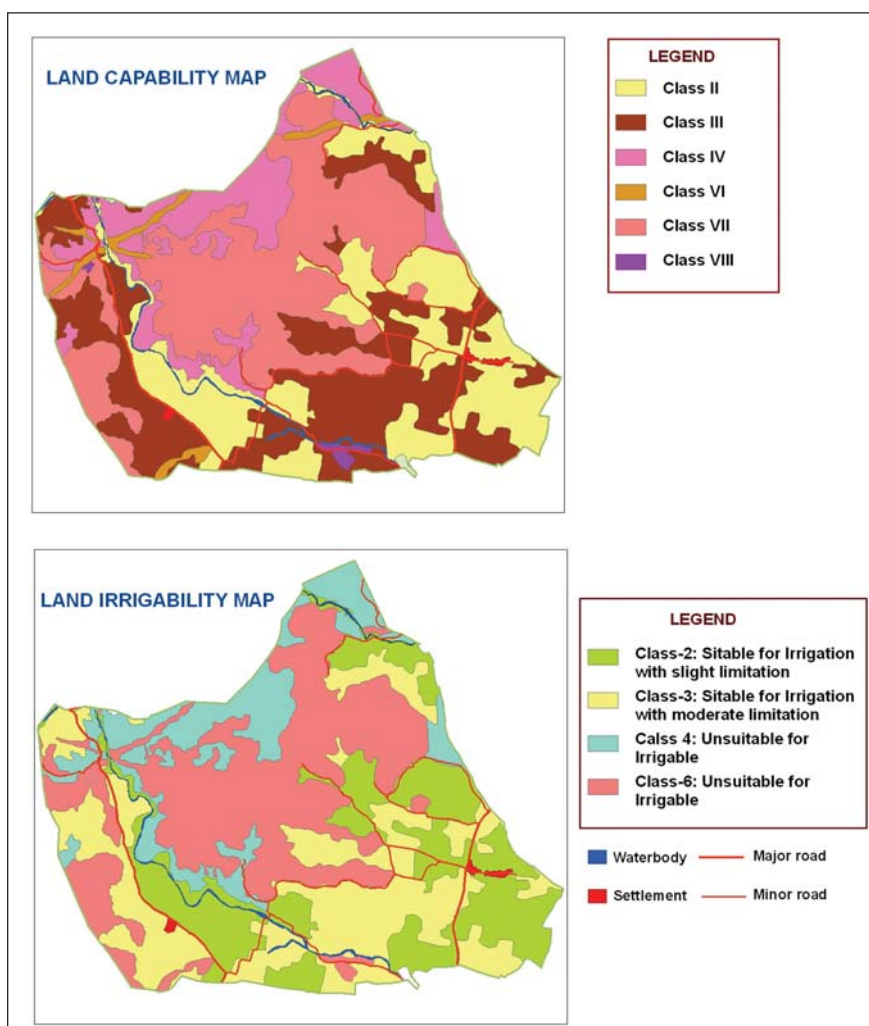 LAND CAPABILITY MAP
LEGEND
Class II
Class III
Class IV
Class VI
Class VII
Class VIII
LAND IRRIGABILITY MAP
LEGEND
Class-2: Sitable for Irrigation
with slight limitation
Class-3: Sitable for Irrigation
with moderate limitation
Calss 4: Unsuitable for
Irrigable
Class-6: Unsuitable for
Irrigable
Waterbody
Major road
Settlement
Minor road